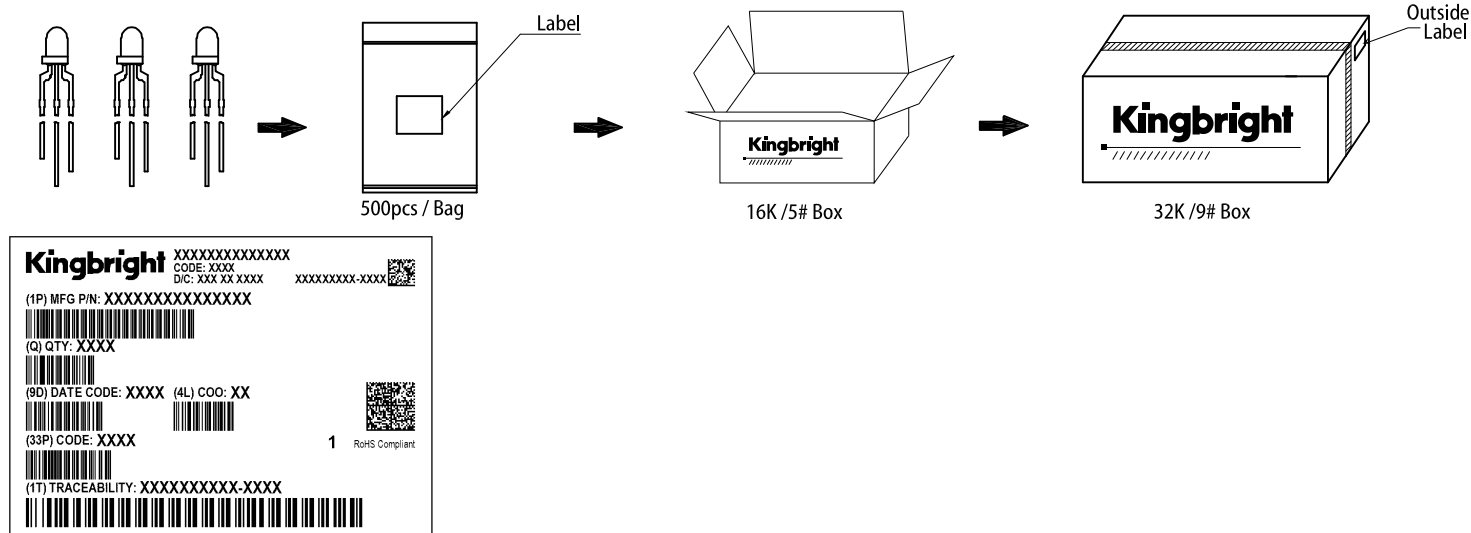 Label
500pcs / Bag
Kingbright
16K /5# Box
Outside
Label
Kingbright
32K /9# Box
Kingbright
XXXXXXXXXXXXXX
CODE: XXXX
D/C: XXX XX XXXX
XXXXXXXXX-XXXX
(1P) MFG P/N: XXXXXXXXXXXXXXX
(Q) QTY: XXXX
(9D) DATE CODE: XXXX (4L) COO: XX
(33P) CODE: XXXX
1 RoHS Compliant
(1T) TRACEABILITY: XXXXXXXXXX-XXXX